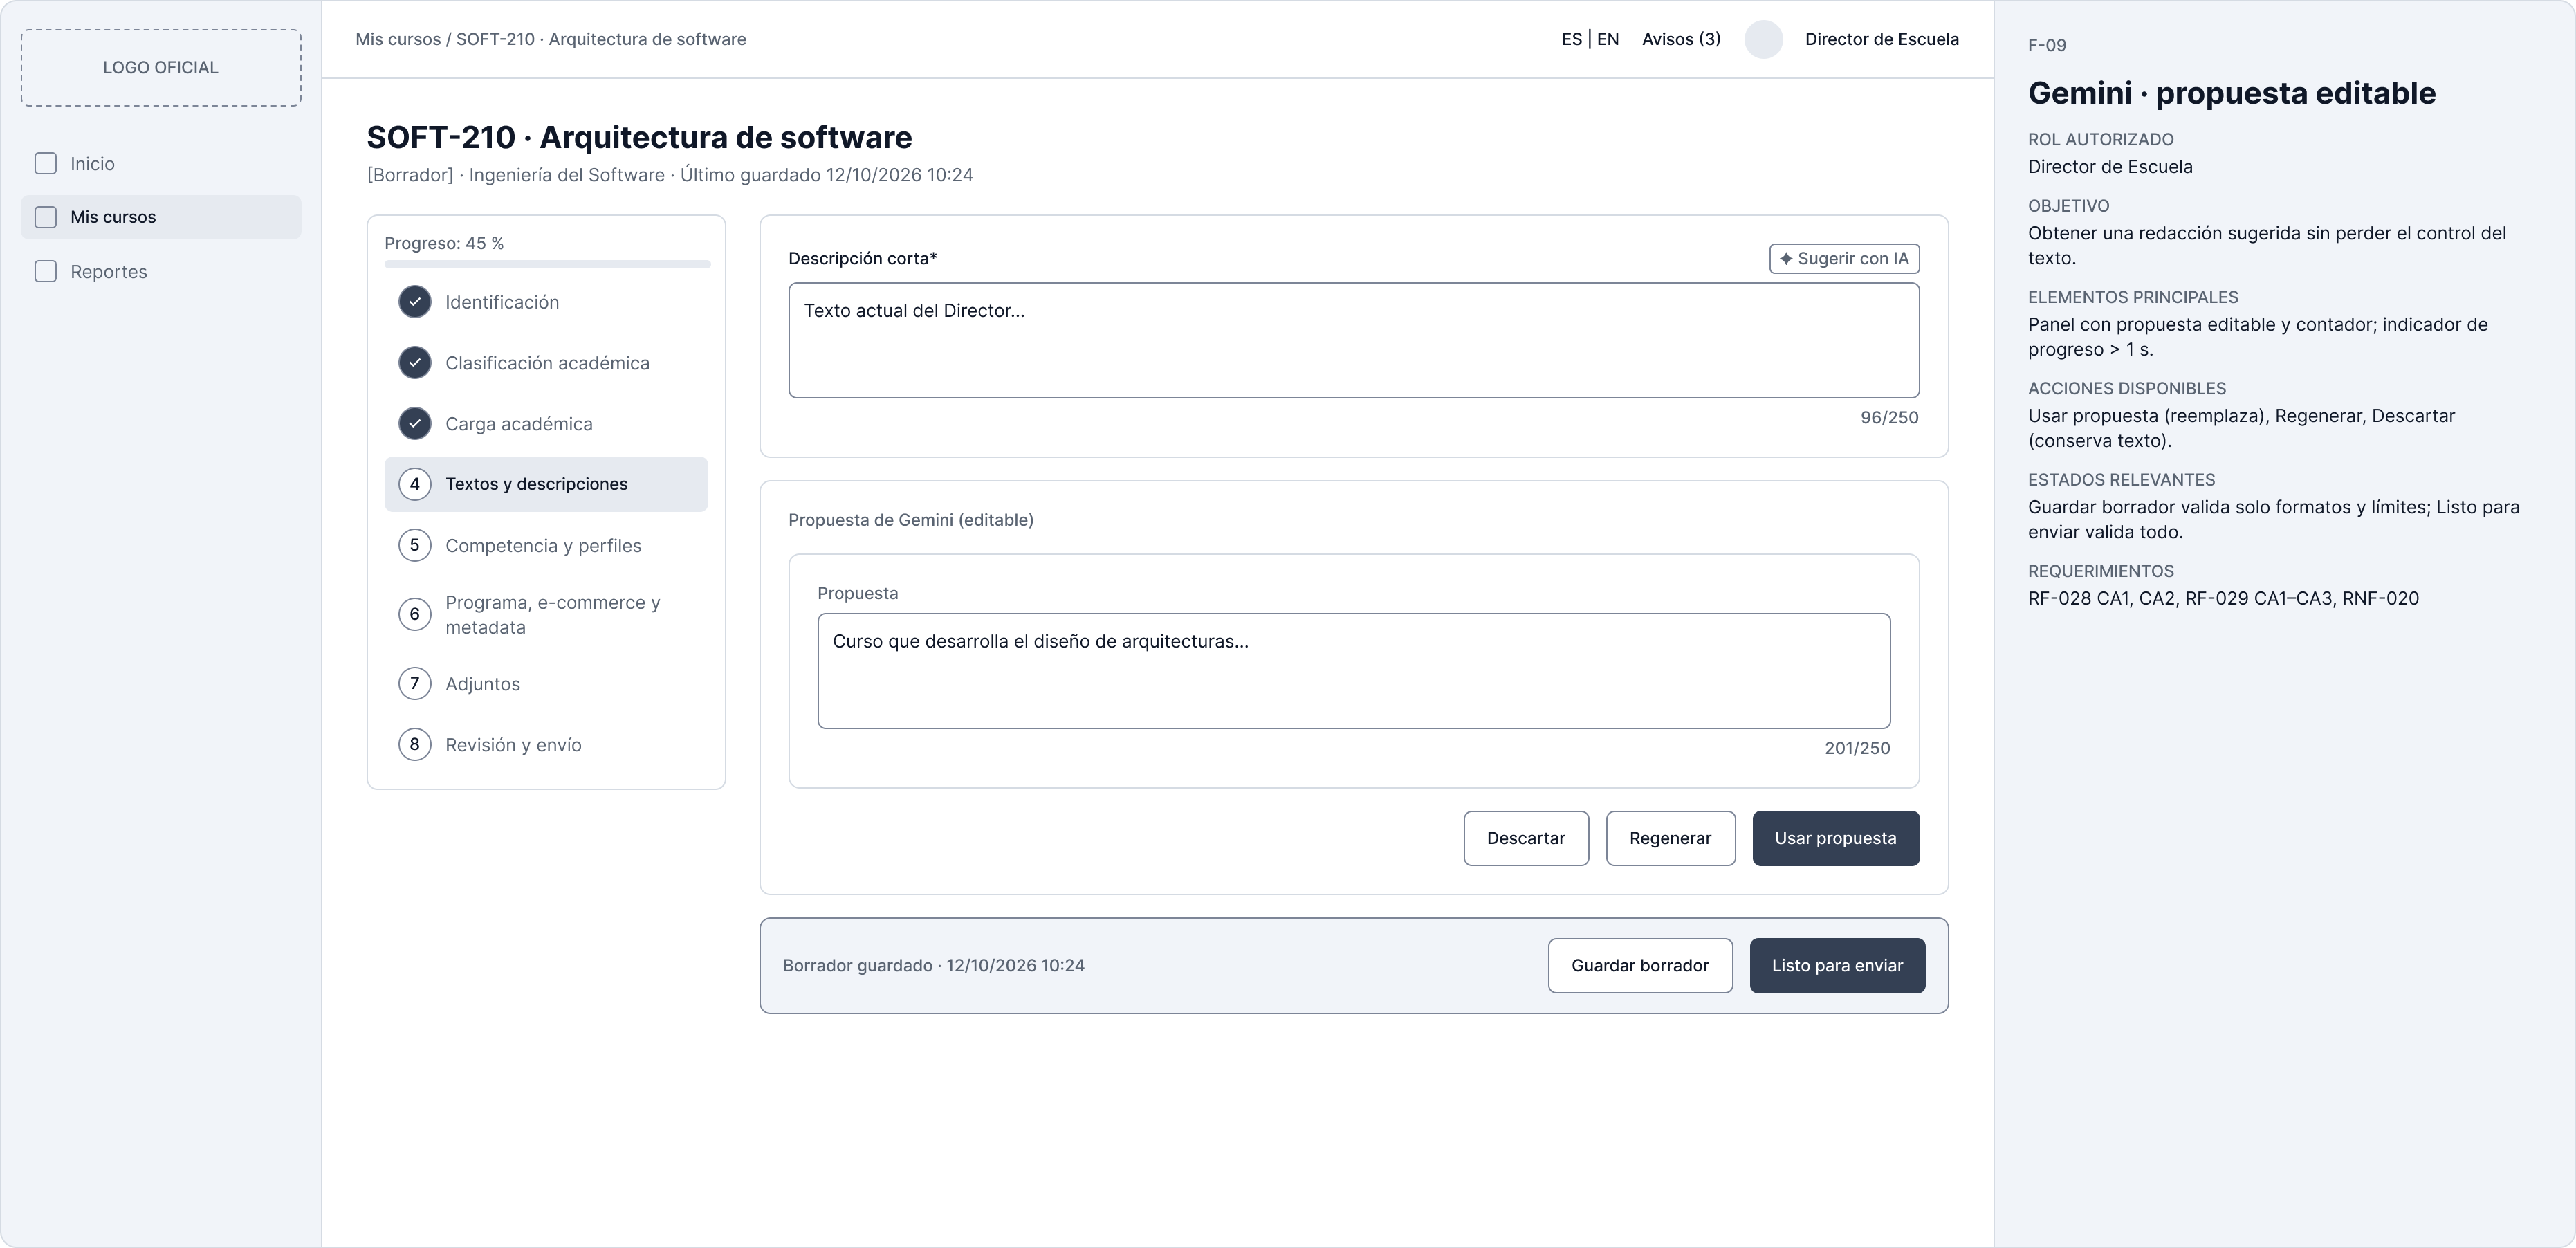 LOGO OFICIAL
Inicio
Mis cursos
Reportes
Mis cursos / SOFT-210 · Arquitectura de software
ES | EN
Avisos (3)
Director de Escuela
SOFT-210 · Arquitectura de software
[Borrador] · Ingeniería del Software · Último guardado 12/10/2026 10:24
Progreso: 45 %
Identificación
Clasificación académica
Carga académica
4 Textos y descripciones
5 Competencia y perfiles
6 Programa, e-commerce y
metadata
7 Adjuntos
8 Revisión y envío
Descripción corta*
Sugerir con IA
Texto actual del Director...
96/250
Propuesta de Gemini (editable)
Propuesta
Curso que desarrolla el diseño de arquitecturas...
201/250
Descartar
Regenerar
Usar propuesta
Borrador guardado · 12/10/2026 10:24
Guardar borrador
Listo para enviar
F-09
Gemini · propuesta editable
ROL AUTORIZADO
Director de Escuela
OBJETIVO
Obtener una redacción sugerida sin perder el control del
texto.
ELEMENTOS PRINCIPALES
Panel con propuesta editable y contador; indicador de
progreso > 1 s.
ACCIONES DISPONIBLES
Usar propuesta (reemplaza), Regenerar, Descartar
(conserva texto).
ESTADOS RELEVANTES
Guardar borrador valida solo formatos y límites; Listo para
enviar valida todo.
REQUERIMIENTOS
RF-028 CA1, CA2, RF-029 CA1–CA3, RNF-020